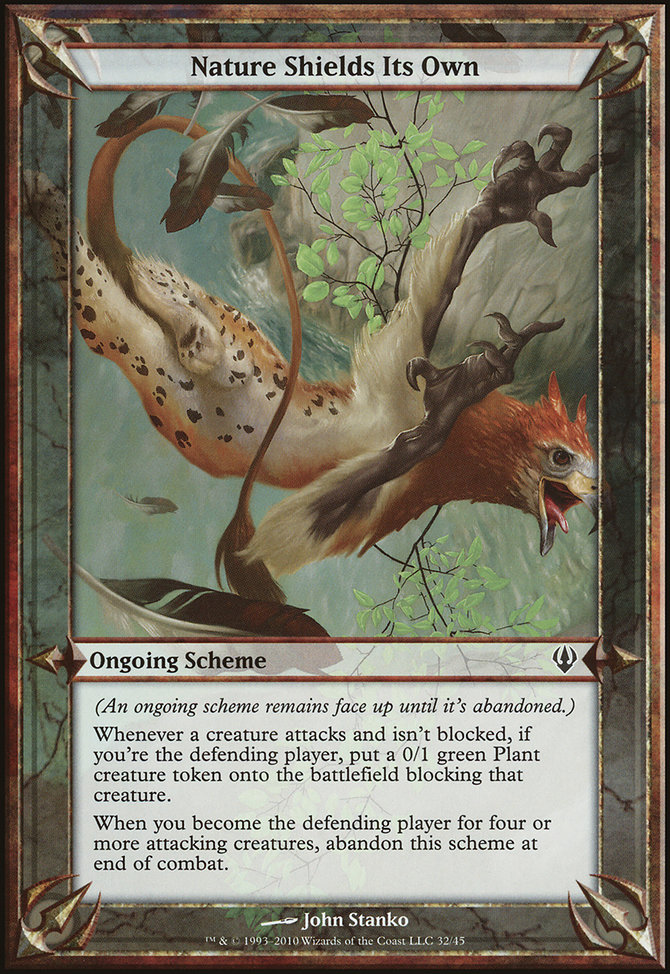 Nature Shields Its Own
Ongoing Scheme
(An ongoing scheme remains face up until it's abandoned.)
Whenever a creature attacks and isn't blocked, if
you're the defending player, put a 0/1 green Plant
creature token onto the battlefield blocking that
creature.
When you become the defending player for four or
more attacking creatures, abandon this scheme at
end of combat.
John Stanko
™ & © 1993–2010 Wizards of the Coast LLC 32/45